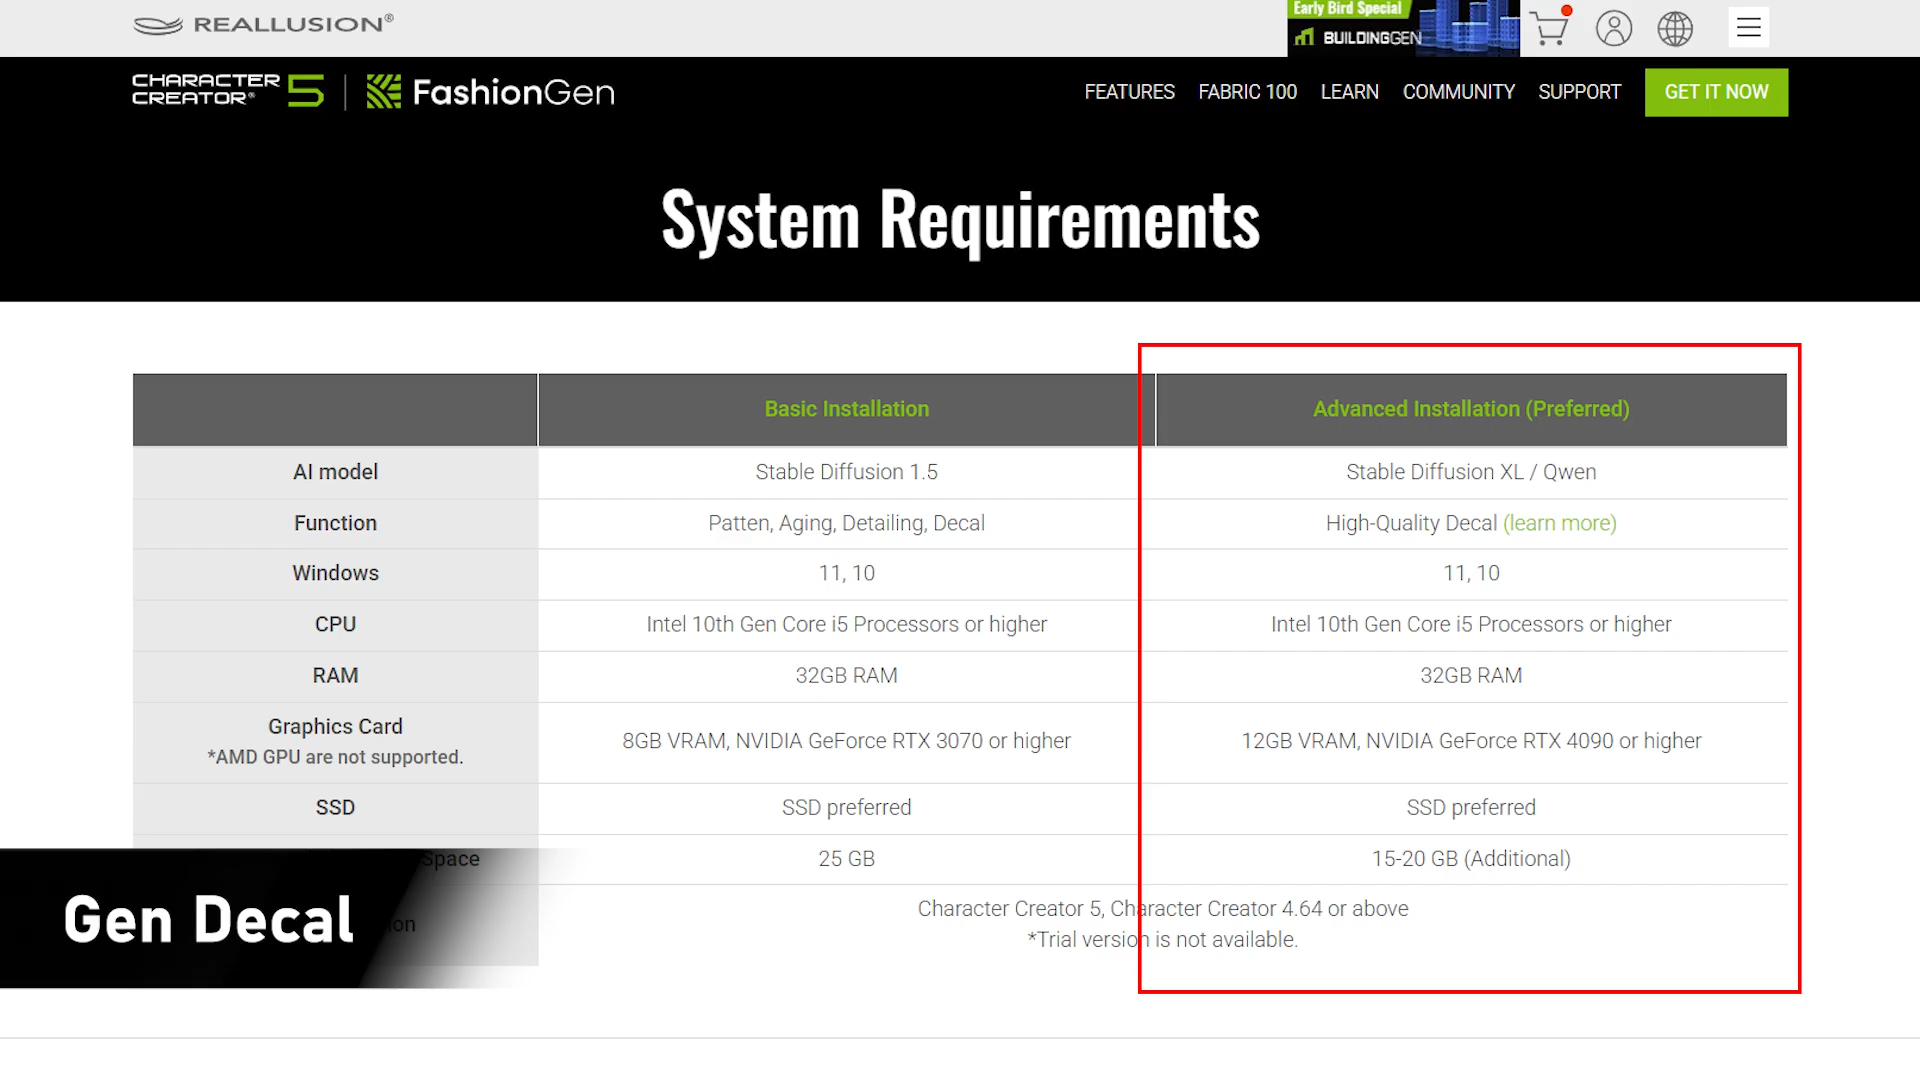 REALLUSION®
Early Bird Special
BUILDINGGEN
CHARACTER CREATOR® 5 | FashionGen
FEATURES FABRIC 100 LEARN COMMUNITY SUPPORT GET IT NOW
System Requirements
Basic Installation Advanced Installation (Preferred)
AI model Stable Diffusion 1.5 Stable Diffusion XL / Qwen
Function Patten, Aging, Detailing, Decal High-Quality Decal (learn more)
Windows 11, 10 11, 10
CPU Intel 10th Gen Core i5 Processors or higher Intel 10th Gen Core i5 Processors or higher
RAM 32GB RAM 32GB RAM
Graphics Card
*AMD GPU are not supported.
8GB VRAM, NVIDIA GeForce RTX 3070 or higher 12GB VRAM, NVIDIA GeForce RTX 4090 or higher
SSD SSD preferred SSD preferred
Space 25 GB 15-20 GB (Additional)
Character Creator 5, Character Creator 4.64 or above
*Trial version is not available.
Gen Decal